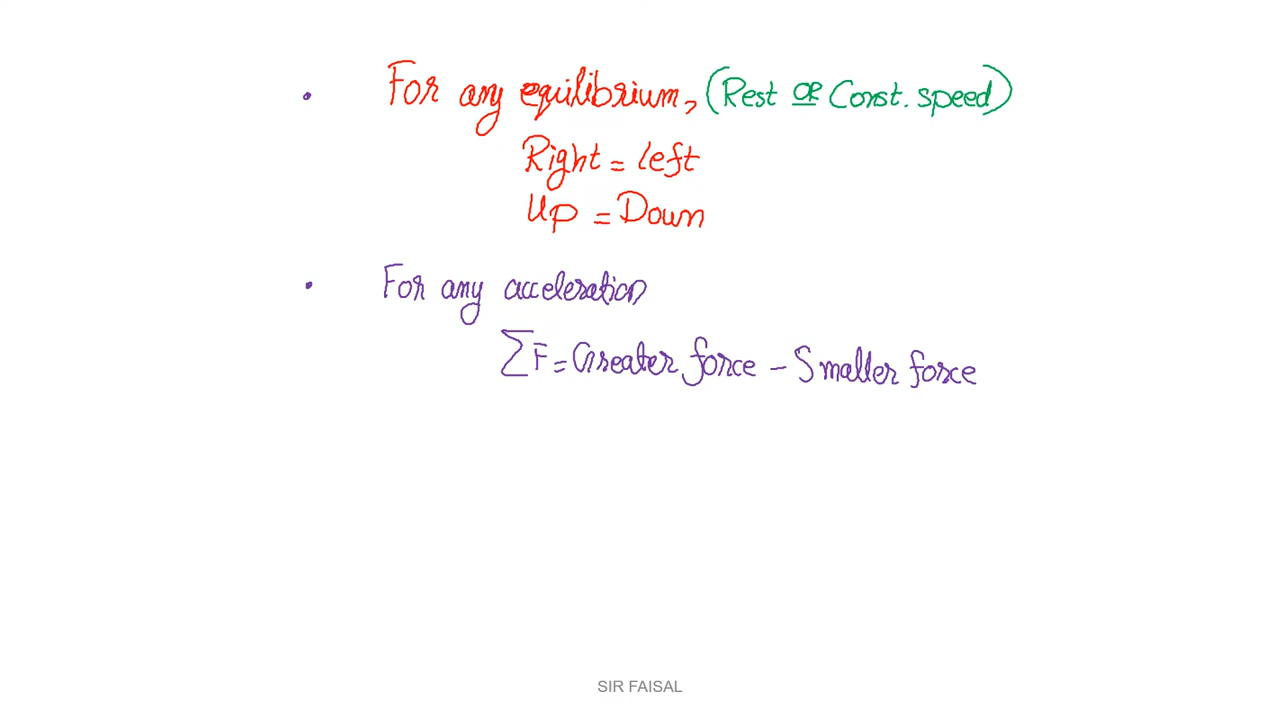 • For any equilibrium, (Rest OR Const. speed)
Right = Left
Up = Down
• For any acceleration
ΣF = Greater force - Smaller force
SIR FAISAL